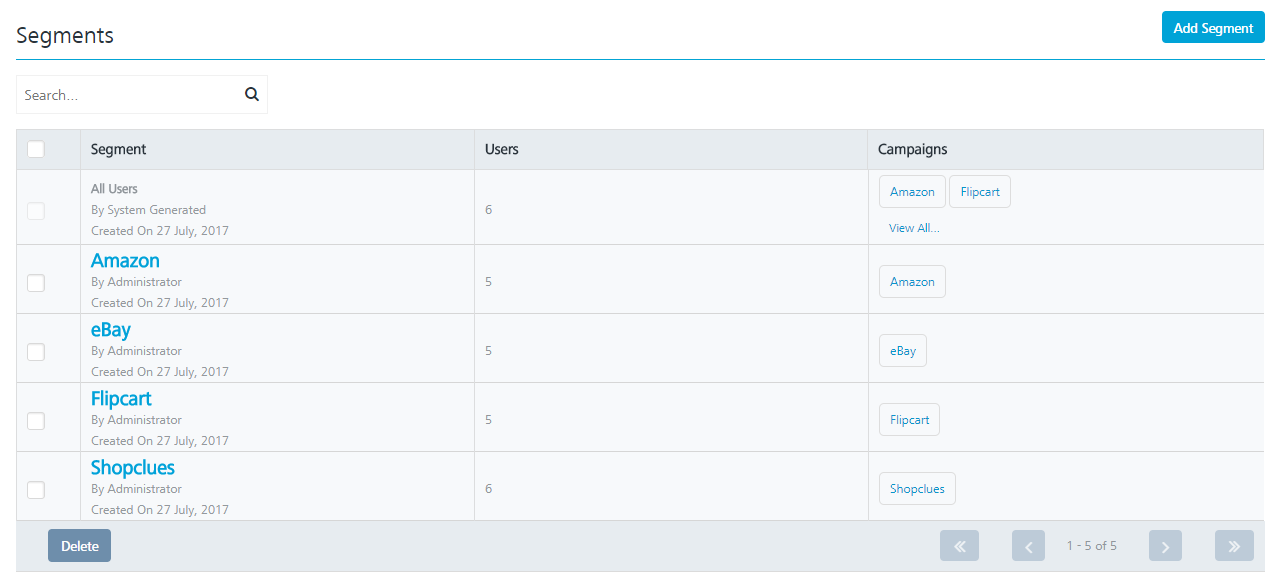 Segments
Add Segment
Search...
Segment Users Campaigns
All Users
By System Generated
Created On 27 July, 2017
6
Amazon Flipcart
View All...
Amazon
By Administrator
Created On 27 July, 2017
5
Amazon
eBay
By Administrator
Created On 27 July, 2017
5
eBay
Flipcart
By Administrator
Created On 27 July, 2017
5
Flipcart
Shopclues
By Administrator
Created On 27 July, 2017
6
Shopclues
Delete
1 - 5 of 5